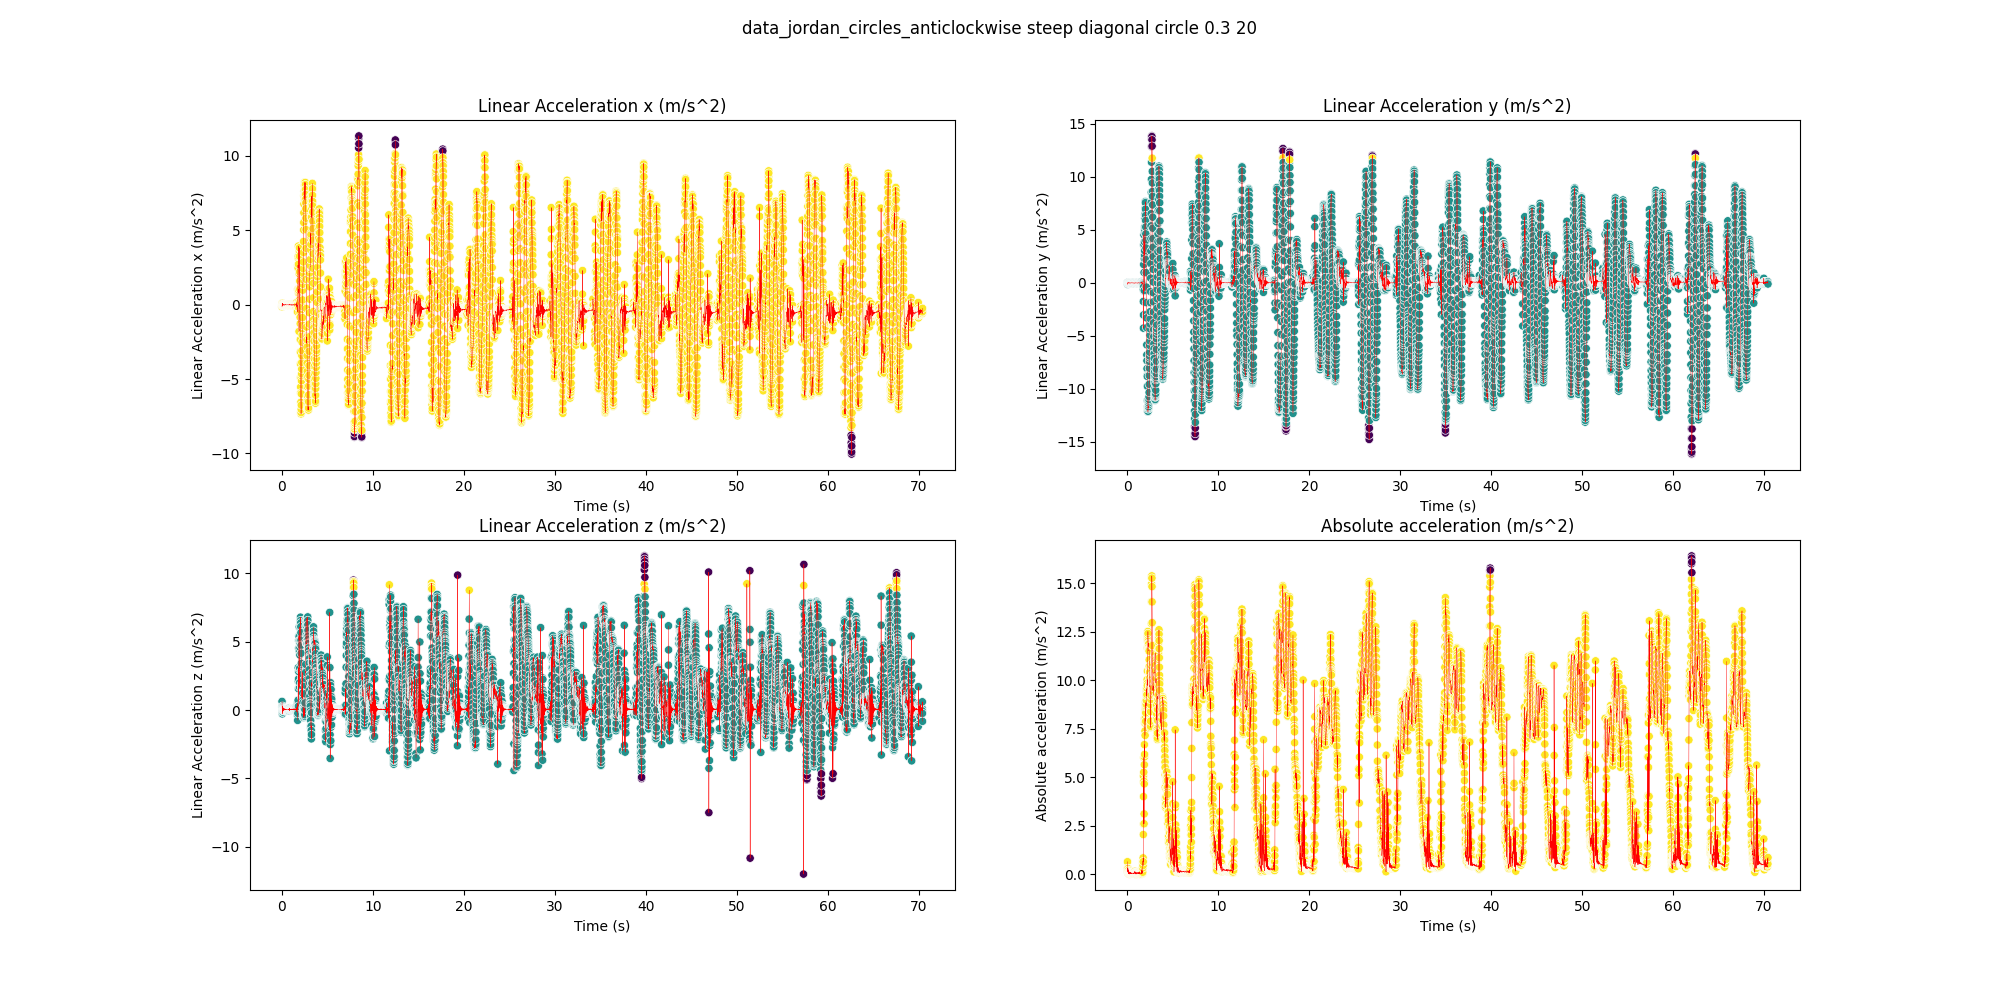 data_jordan_circles_anticlockwise steep diagonal circle 0.3 20
Linear Acceleration x (m/s^2)
Linear Acceleration x (m/s^2)
10
5
0
−5
−10
0 10 20 30 40 50 60 70
Time (s)
Linear Acceleration y (m/s^2)
Linear Acceleration y (m/s^2)
15
10
5
0
−5
−10
−15
0 10 20 30 40 50 60 70
Time (s)
Linear Acceleration z (m/s^2)
Linear Acceleration z (m/s^2)
10
5
0
−5
−10
0 10 20 30 40 50 60 70
Time (s)
Absolute acceleration (m/s^2)
Absolute acceleration (m/s^2)
15.0
12.5
10.0
7.5
5.0
2.5
0.0
0 10 20 30 40 50 60 70
Time (s)